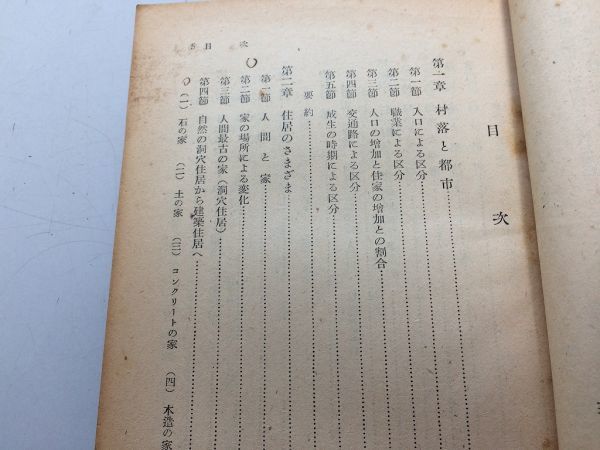 目次
第一章 村落と都市
第一節 人口による区分
第二節 職業による区分
第三節 人口の増加と住家の増加との割合
第四節 交通路による区分
第五節 成生の時期による区分
要約
第二章 住居のさまざま
第一節 人間と家
第二節 家の場所による変化
第三節 人間最古の家(洞穴住居)
第四節 自然の洞穴住居から建築住居へ
(一) 石の家 (二) 土の家 (三) コンクリートの家 (四) 木造の家
目次 5